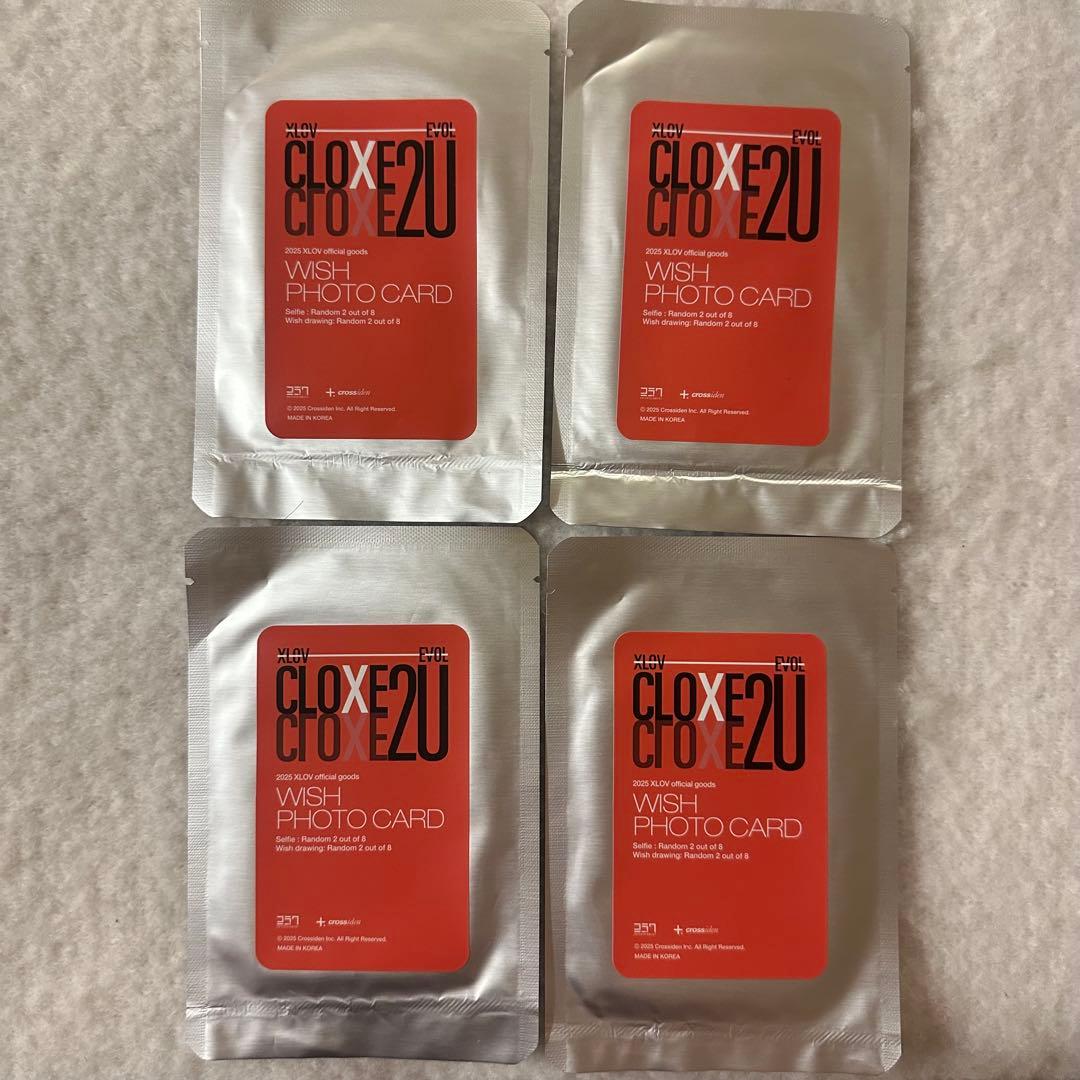 XLOV EVOL
CLOXE2U
2025 XLOV official goods
WISH
PHOTO CARD
Selfie : Random 2 out of 8
Wish drawing: Random 2 out of 8
257 crossiden
© 2025 Crossiden Inc. All Right Reserved.
MADE IN KOREA
XLOV EVOL
CLOXE2U
2025 XLOV official goods
WISH
PHOTO CARD
Selfie : Random 2 out of 8
Wish drawing: Random 2 out of 8
257 crossiden
© 2025 Crossiden Inc. All Right Reserved.
MADE IN KOREA
XLOV EVOL
CLOXE2U
2025 XLOV official goods
WISH
PHOTO CARD
Selfie : Random 2 out of 8
Wish drawing: Random 2 out of 8
257 crossiden
© 2025 Crossiden Inc. All Right Reserved.
MADE IN KOREA
XLOV EVOL
CLOXE2U
2025 XLOV official goods
WISH
PHOTO CARD
Selfie : Random 2 out of 8
Wish drawing: Random 2 out of 8
257 crossiden
© 2025 Crossiden Inc. All Right Reserved.
MADE IN KOREA